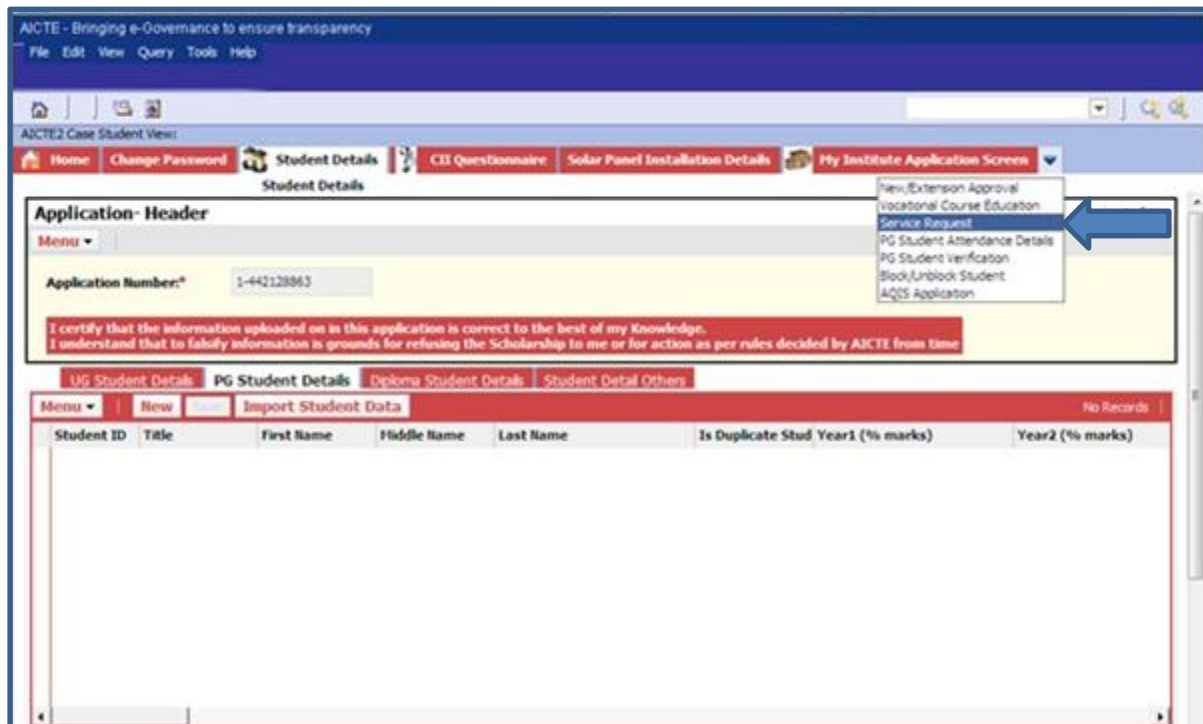 AICTE - Bringing e-Governance to ensure transparency
File Edit View Query Tools Help
AICTE2 Case Student View:
Home Change Password Student Details CII Questionnaire Solar Panel Installation Details My Institute Application Screen
Student Details
New/Extension Approval
Vocational Course Education
Service Request
PG Student Attendance Details
PG Student Verification
Block/Unblock Student
AQIS Application
Application- Header
Menu
Application Number:* 1-442128863
I certify that the information uploaded on in this application is correct to the best of my Knowledge.
I understand that to falsify information is grounds for refusing the Scholarship to me or for action as per rules decided by AICTE from time
UG Student Details PG Student Details Diploma Student Details Student Detail Others
Menu New Import Student Data No Records
Student ID Title First Name Middle Name Last Name Is Duplicate Stud Year1 (% marks) Year2 (% marks)